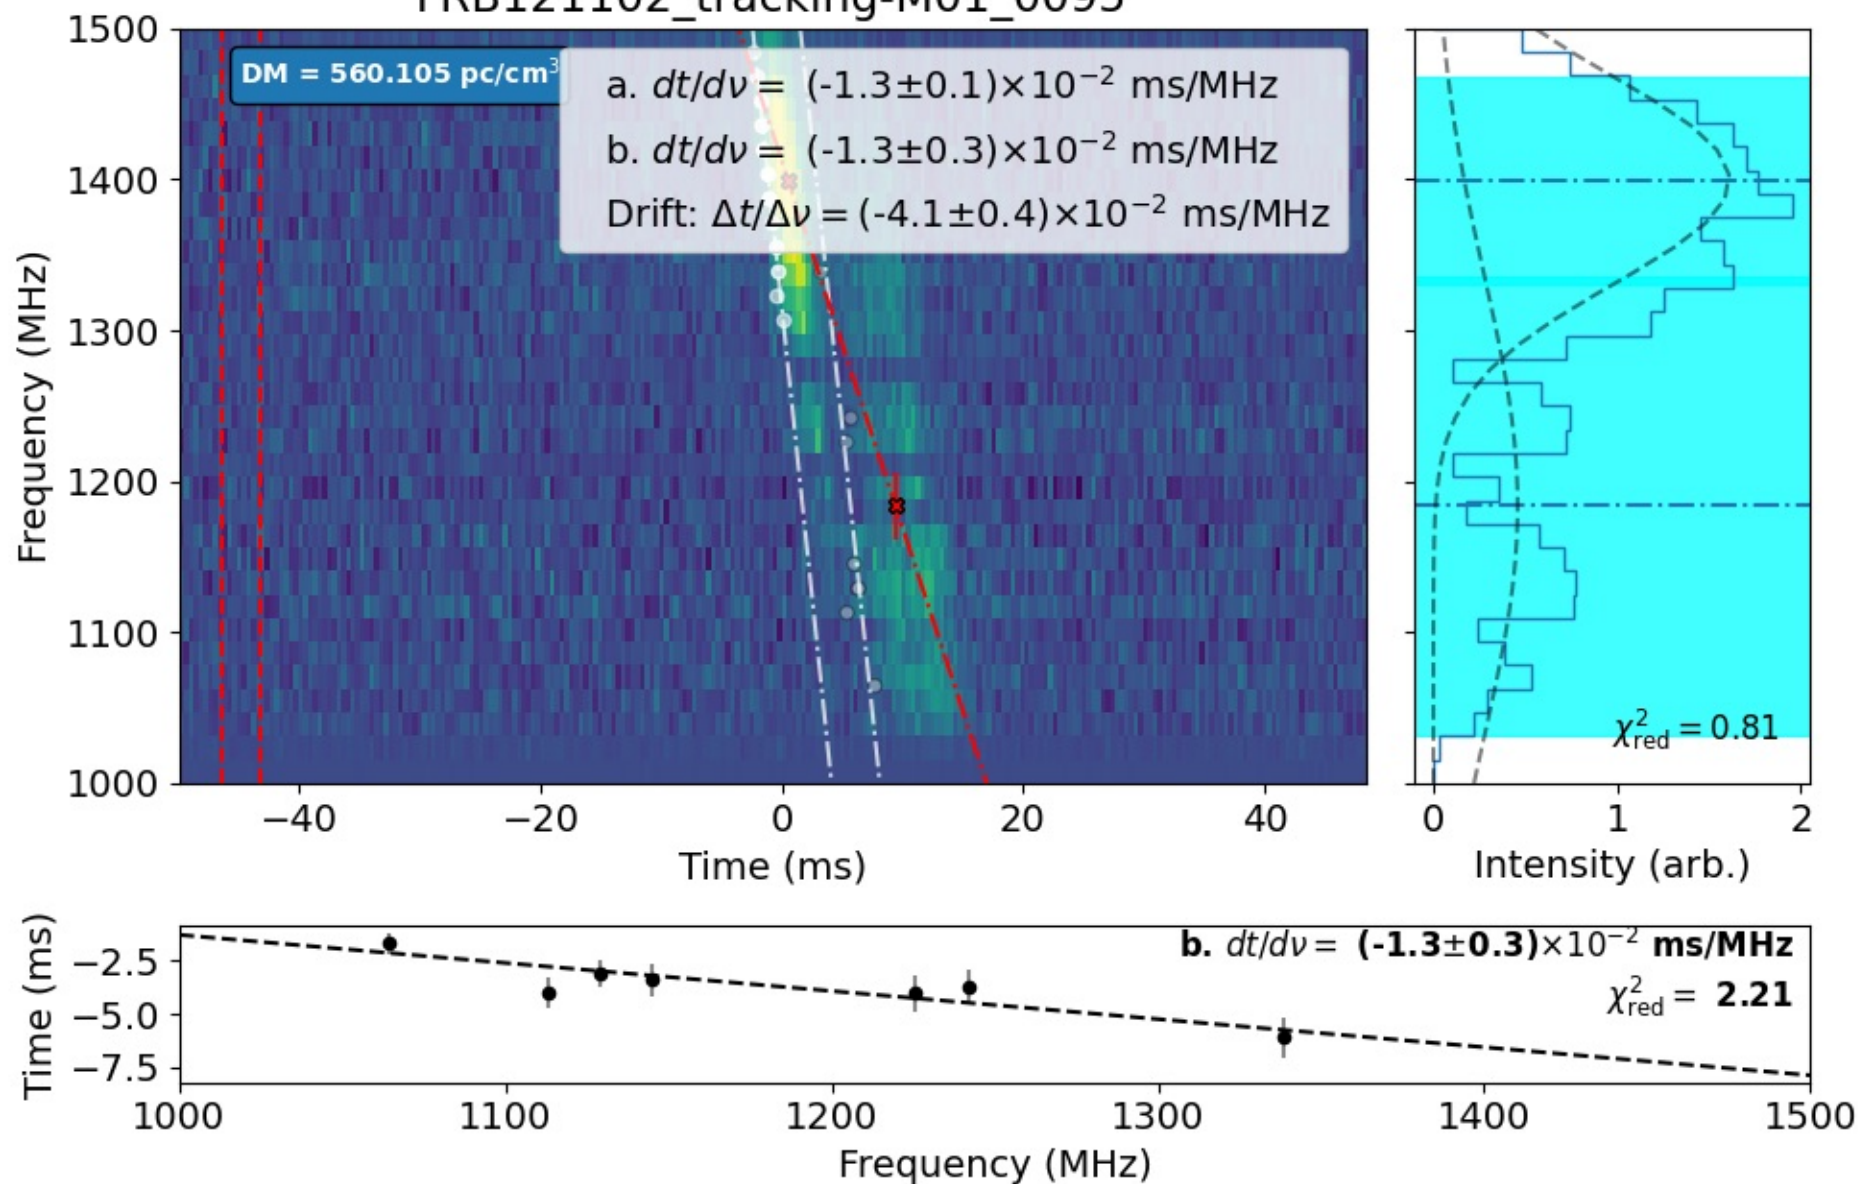 FRB121102_tracking-M01_0095
DM = 560.105 pc/cm³
a. dt/dν = (-1.3±0.1)×10⁻² ms/MHz
b. dt/dν = (-1.3±0.3)×10⁻² ms/MHz
Drift: Δt/Δν = (-4.1±0.4)×10⁻² ms/MHz
1500
1400
1300
1200
1100
1000
Frequency (MHz)
−40 −20 0 20 40
Time (ms)
χ²red = 0.81
0 1 2
Intensity (arb.)
b. dt/dν = (-1.3±0.3)×10⁻² ms/MHz
χ²red = 2.21
−2.5
−5.0
−7.5
Time (ms)
1000 1100 1200 1300 1400 1500
Frequency (MHz)